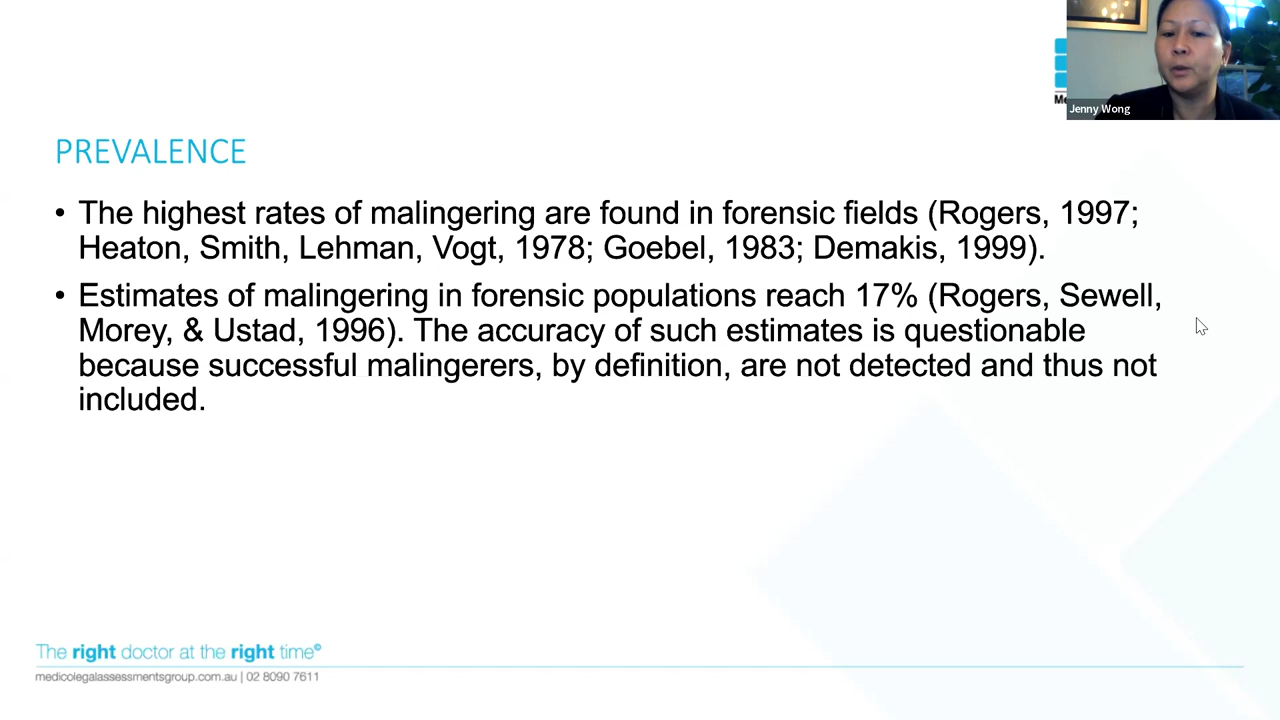 Me
Jenny Wong
PREVALENCE
• The highest rates of malingering are found in forensic fields (Rogers, 1997;
Heaton, Smith, Lehman, Vogt, 1978; Goebel, 1983; Demakis, 1999).
• Estimates of malingering in forensic populations reach 17% (Rogers, Sewell,
Morey, & Ustad, 1996). The accuracy of such estimates is questionable
because successful malingerers, by definition, are not detected and thus not
included.
The right doctor at the right time©
medicolegalassessmentsgroup.com.au | 02 8090 7611